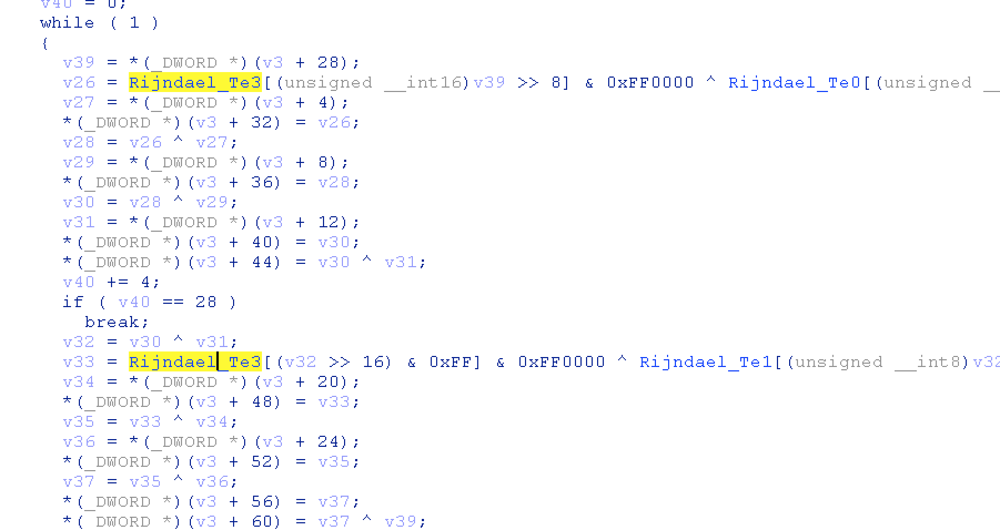 v40 = 0;
while ( 1 )
{
v39 = *(_DWORD *)(v3 + 28);
v26 = Rijndael_Te3[(unsigned __int16)v39 >> 8] & 0xFF0000 ^ Rijndael_Te0[(unsigned __
v27 = *(_DWORD *)(v3 + 4);
*(_DWORD *)(v3 + 32) = v26;
v28 = v26 ^ v27;
v29 = *(_DWORD *)(v3 + 8);
*(_DWORD *)(v3 + 36) = v28;
v30 = v28 ^ v29;
v31 = *(_DWORD *)(v3 + 12);
*(_DWORD *)(v3 + 40) = v30;
*(_DWORD *)(v3 + 44) = v30 ^ v31;
v40 += 4;
if ( v40 == 28 )
break;
v32 = v30 ^ v31;
v33 = Rijndael_Te3[(v32 >> 16) & 0xFF] & 0xFF0000 ^ Rijndael_Te1[(unsigned __int8)v32
v34 = *(_DWORD *)(v3 + 20);
*(_DWORD *)(v3 + 48) = v33;
v35 = v33 ^ v34;
v36 = *(_DWORD *)(v3 + 24);
*(_DWORD *)(v3 + 52) = v35;
v37 = v35 ^ v36;
*(_DWORD *)(v3 + 56) = v37;
*(_DWORD *)(v3 + 60) = v37 ^ v39;